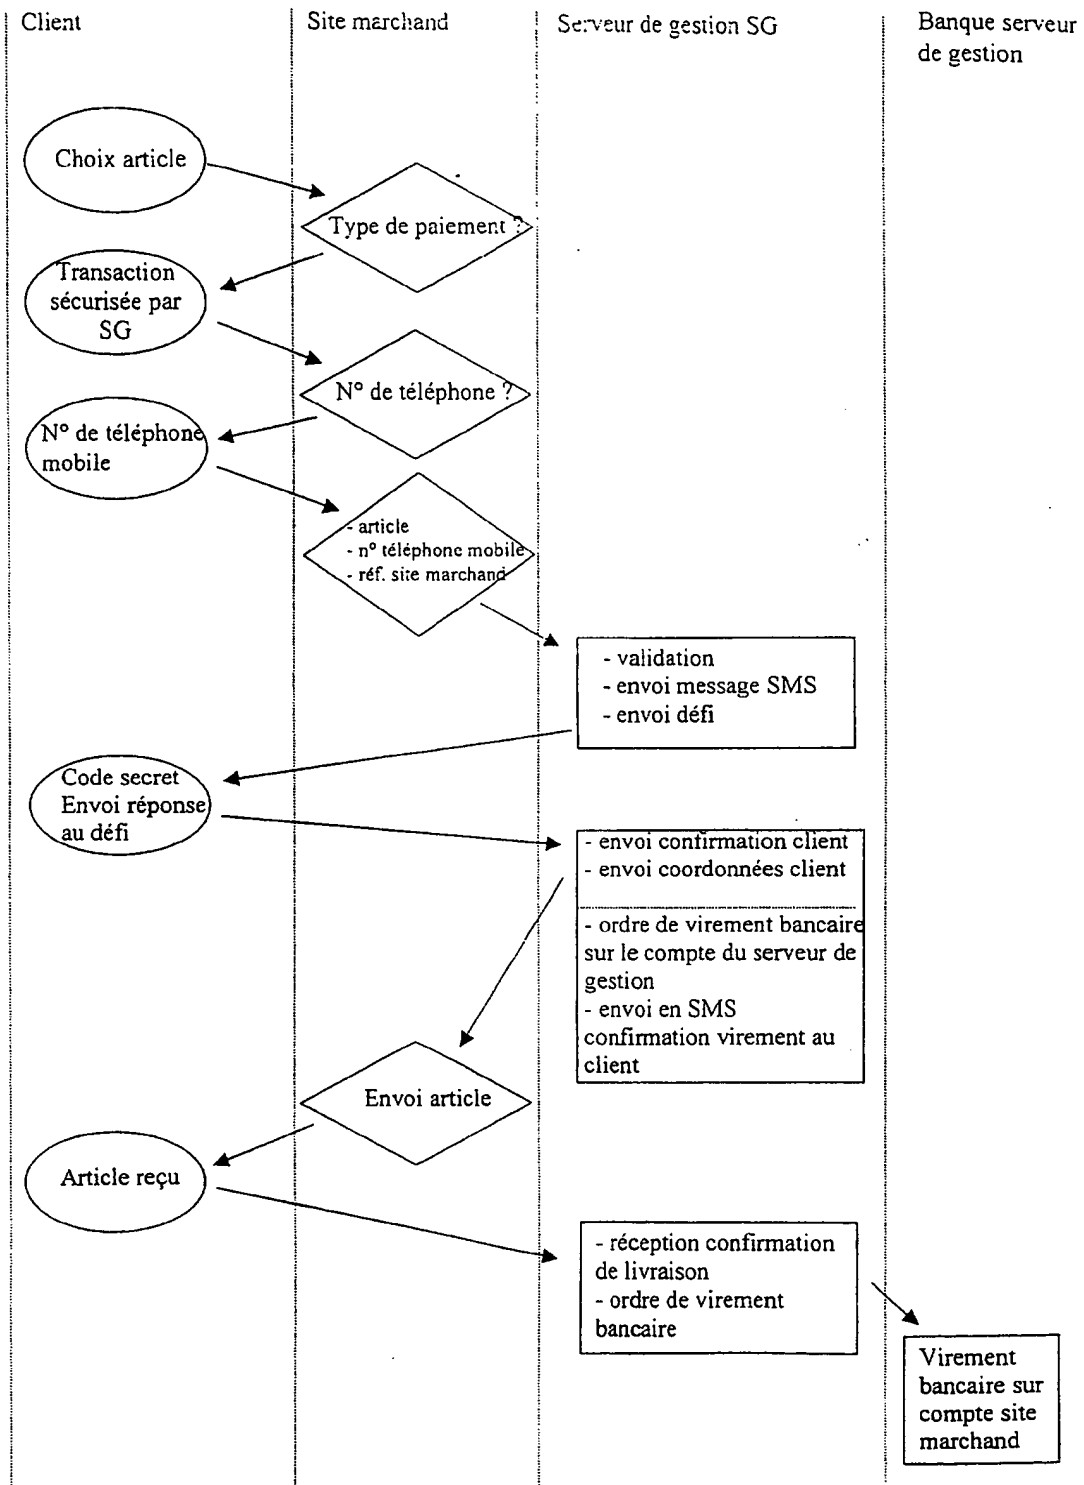 Client
Site marchand
Serveur de gestion SG
Banque serveur
de gestion
Choix article
Type de paiement ?
Transaction
sécurisée par
SG
N° de téléphone ?
N° de téléphone
mobile
- article
- n° téléphone mobile
- réf. site marchand
- validation
- envoi message SMS
- envoi défi
Code secret
Envoi réponse
au défi
- envoi confirmation client
- envoi coordonnées client
- ordre de virement bancaire
sur le compte du serveur de
gestion
- envoi en SMS
confirmation virement au
client
Envoi article
Article reçu
- réception confirmation
de livraison
- ordre de virement
bancaire
Virement
bancaire sur
compte site
marchand